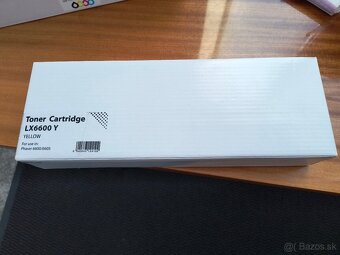 Toner Cartridge
LX6600 Y
YELLOW
For use in:
Phaser 6600/6605
© Bazos.sk